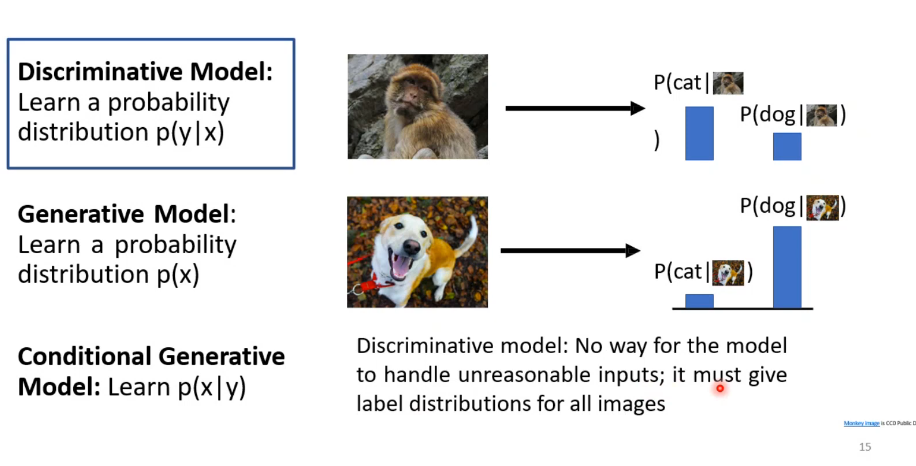 Discriminative Model:
Learn a probability
distribution p(y|x)
P(cat|
)
P(dog| )
Generative Model:
Learn a probability
distribution p(x)
P(dog| )
P(cat| )
Conditional Generative
Model: Learn p(x|y)
Discriminative model: No way for the model
to handle unreasonable inputs; it must give
label distributions for all images
Monkey image is CC0 Public D
15